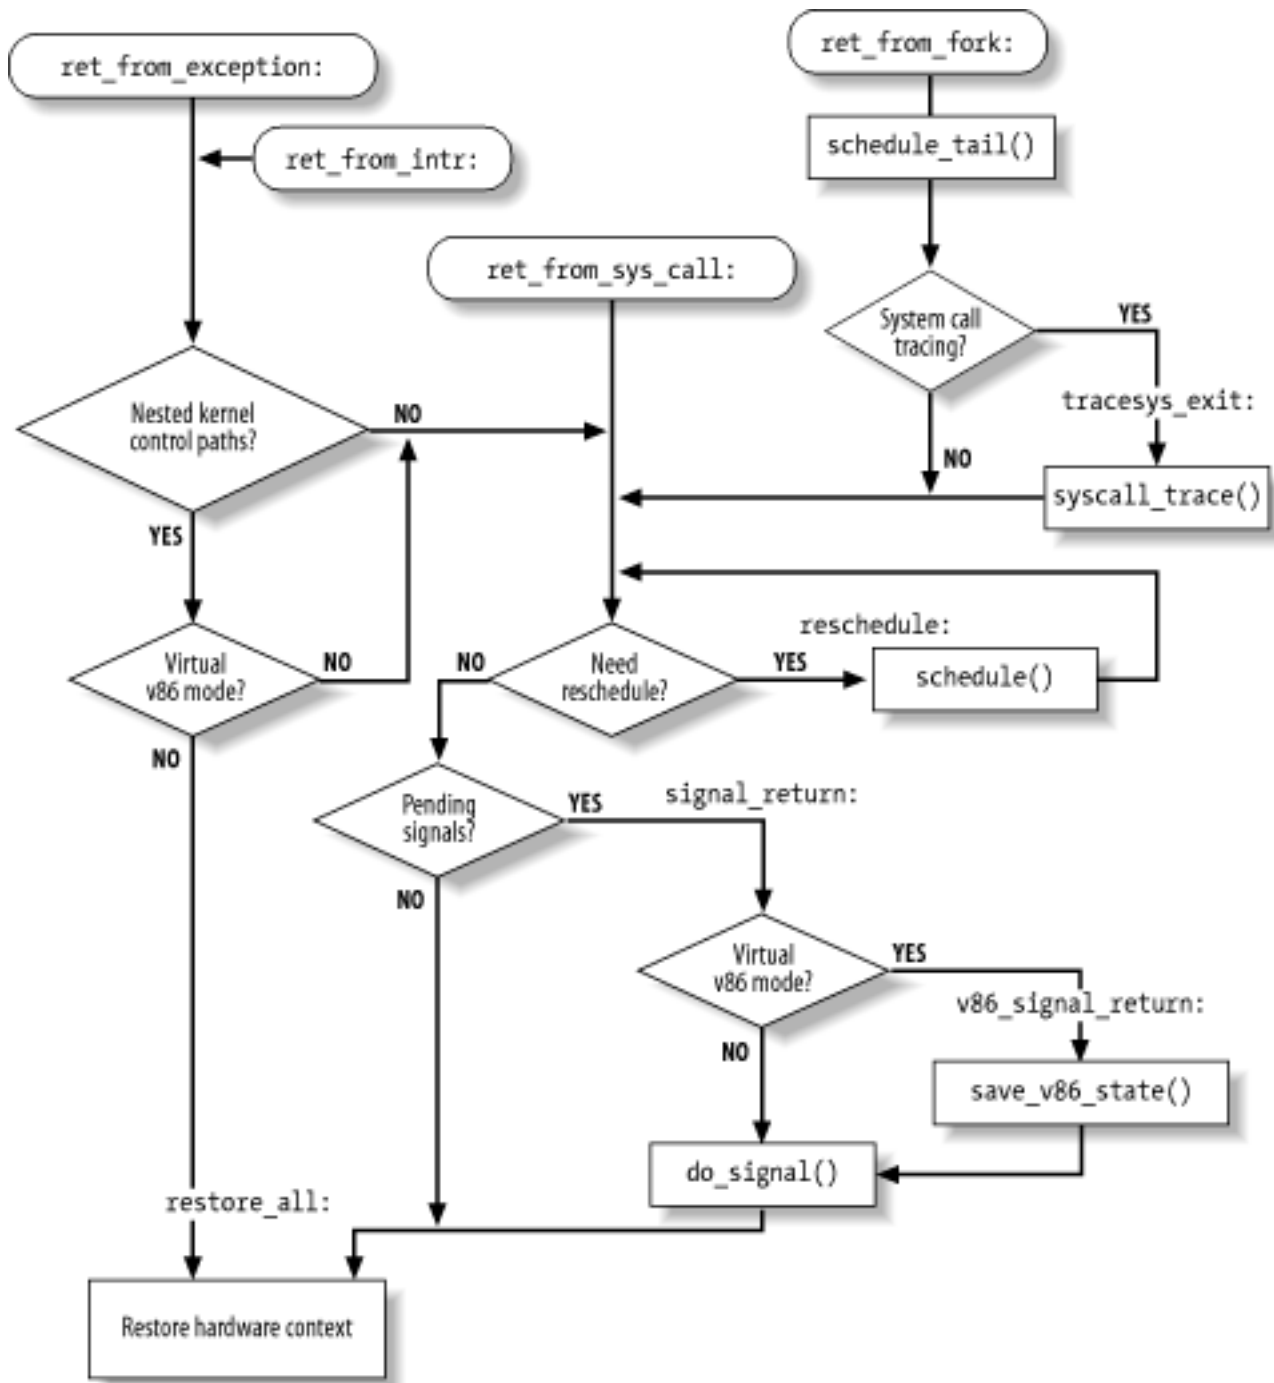 ret_from_exception:
ret_from_fork:
schedule_tail()
ret_from_intr:
ret_from_sys_call:
System call
tracing?
YES
tracesys_exit:
NO
syscall_trace()
Nested kernel
control paths?
NO
YES
Virtual
v86 mode?
NO
NO
Need
reschedule?
NO
YES
reschedule:
schedule()
Pending
signals?
YES
signal_return:
NO
Virtual
v86 mode?
YES
v86_signal_return:
NO
save_v86_state()
do_signal()
restore_all:
Restore hardware context